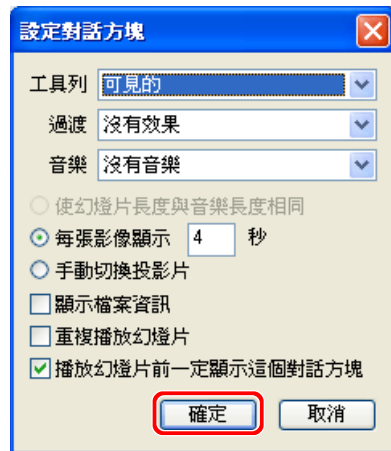 設定對話方塊
工具列 可見的
過渡 沒有效果
音樂 沒有音樂
使幻燈片長度與音樂長度相同
每張影像顯示 4 秒
手動切換投影片
顯示檔案資訊
重複播放幻燈片
播放幻燈片前一定顯示這個對話方塊
確定 取消